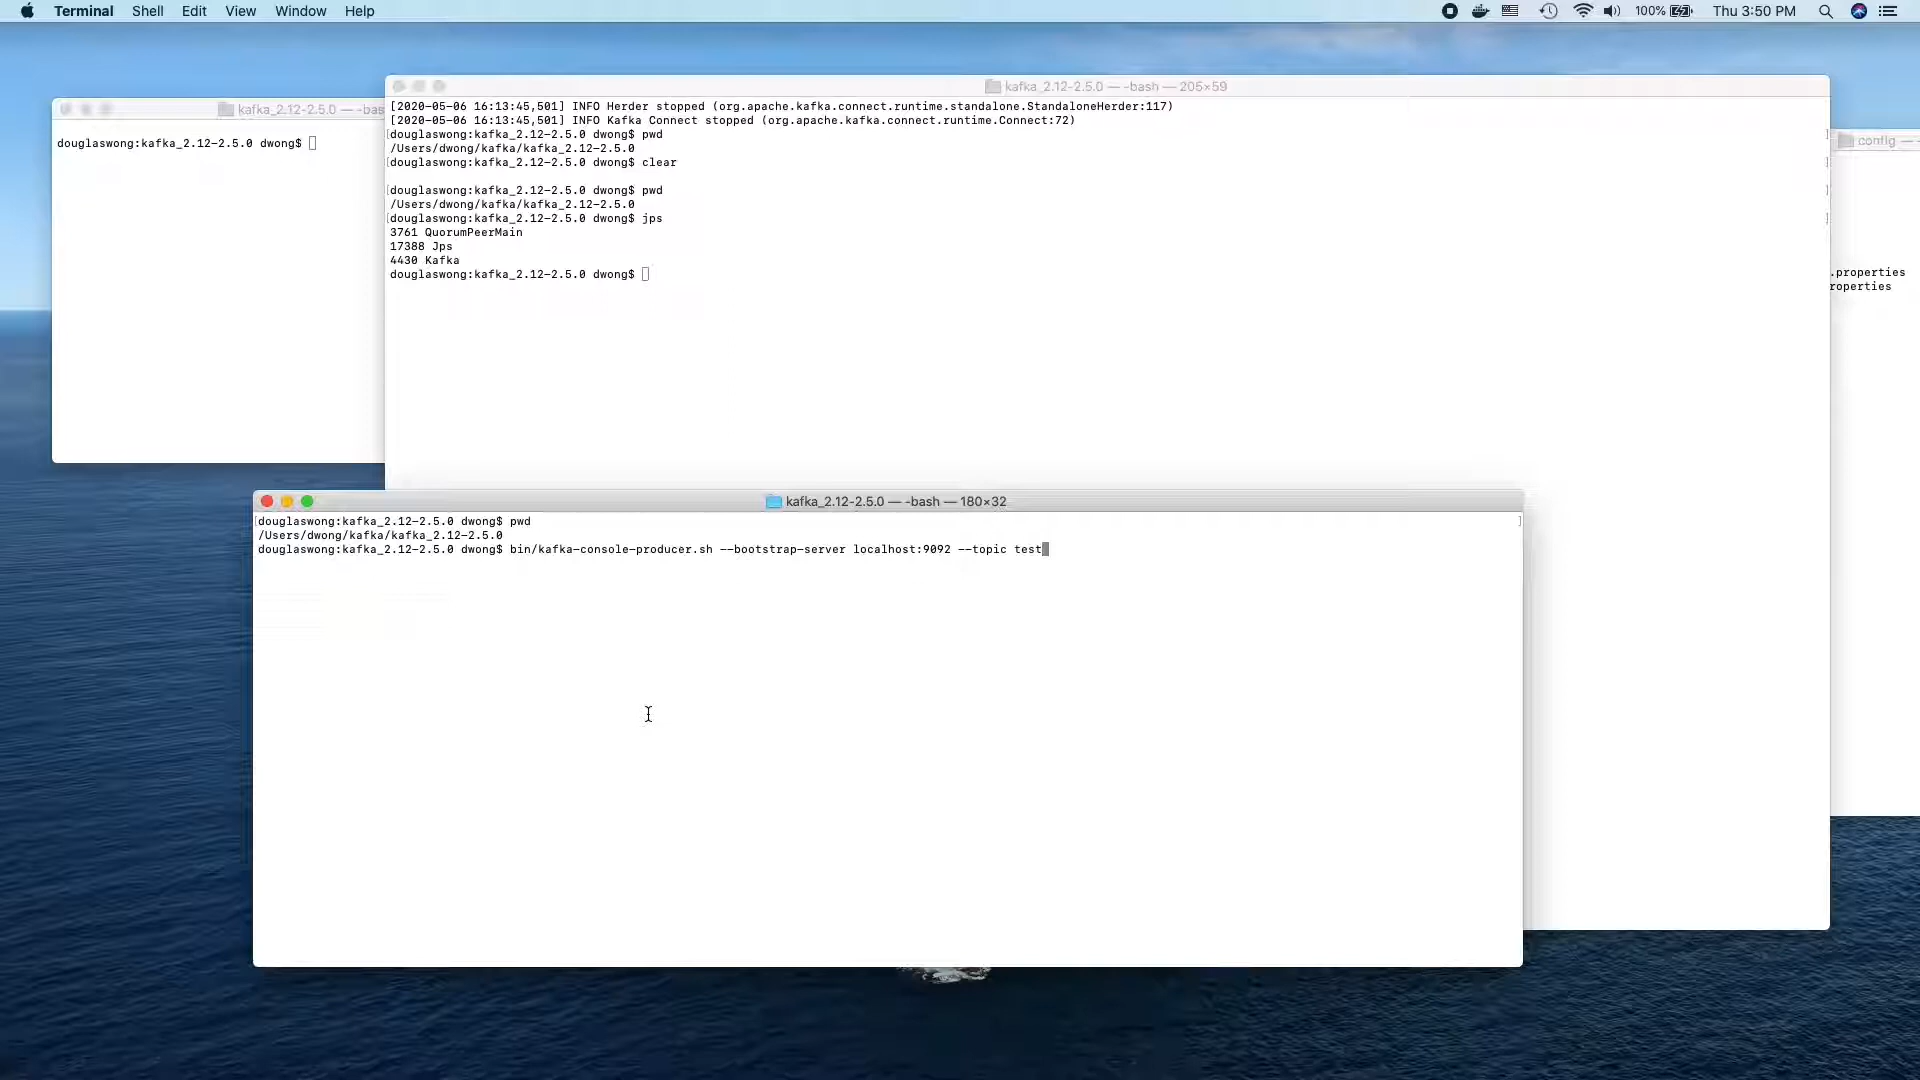 Terminal Shell Edit View Window Help 100% Thu 3:50 PM
kafka_2.12-2.5.0 — -bash — 205×59
[2020-05-06 16:13:45,501] INFO Herder stopped (org.apache.kafka.connect.runtime.standalone.StandaloneHerder:117)
[2020-05-06 16:13:45,501] INFO Kafka Connect stopped (org.apache.kafka.connect.runtime.Connect:72)
[douglaswong:kafka_2.12-2.5.0 dwong$ pwd ]
/Users/dwong/kafka/kafka_2.12-2.5.0
[douglaswong:kafka_2.12-2.5.0 dwong$ clear ]
[douglaswong:kafka_2.12-2.5.0 dwong$ pwd ]
/Users/dwong/kafka/kafka_2.12-2.5.0
[douglaswong:kafka_2.12-2.5.0 dwong$ jps ]
3761 QuorumPeerMain
17388 Jps
4430 Kafka
douglaswong:kafka_2.12-2.5.0 dwong$
kafka_2.12-2.5.0 — -bas
douglaswong:kafka_2.12-2.5.0 dwong$
config — -
.properties
roperties
kafka_2.12-2.5.0 — -bash — 180×32
[douglaswong:kafka_2.12-2.5.0 dwong$ pwd ]
/Users/dwong/kafka/kafka_2.12-2.5.0
douglaswong:kafka_2.12-2.5.0 dwong$ bin/kafka-console-producer.sh --bootstrap-server localhost:9092 --topic test